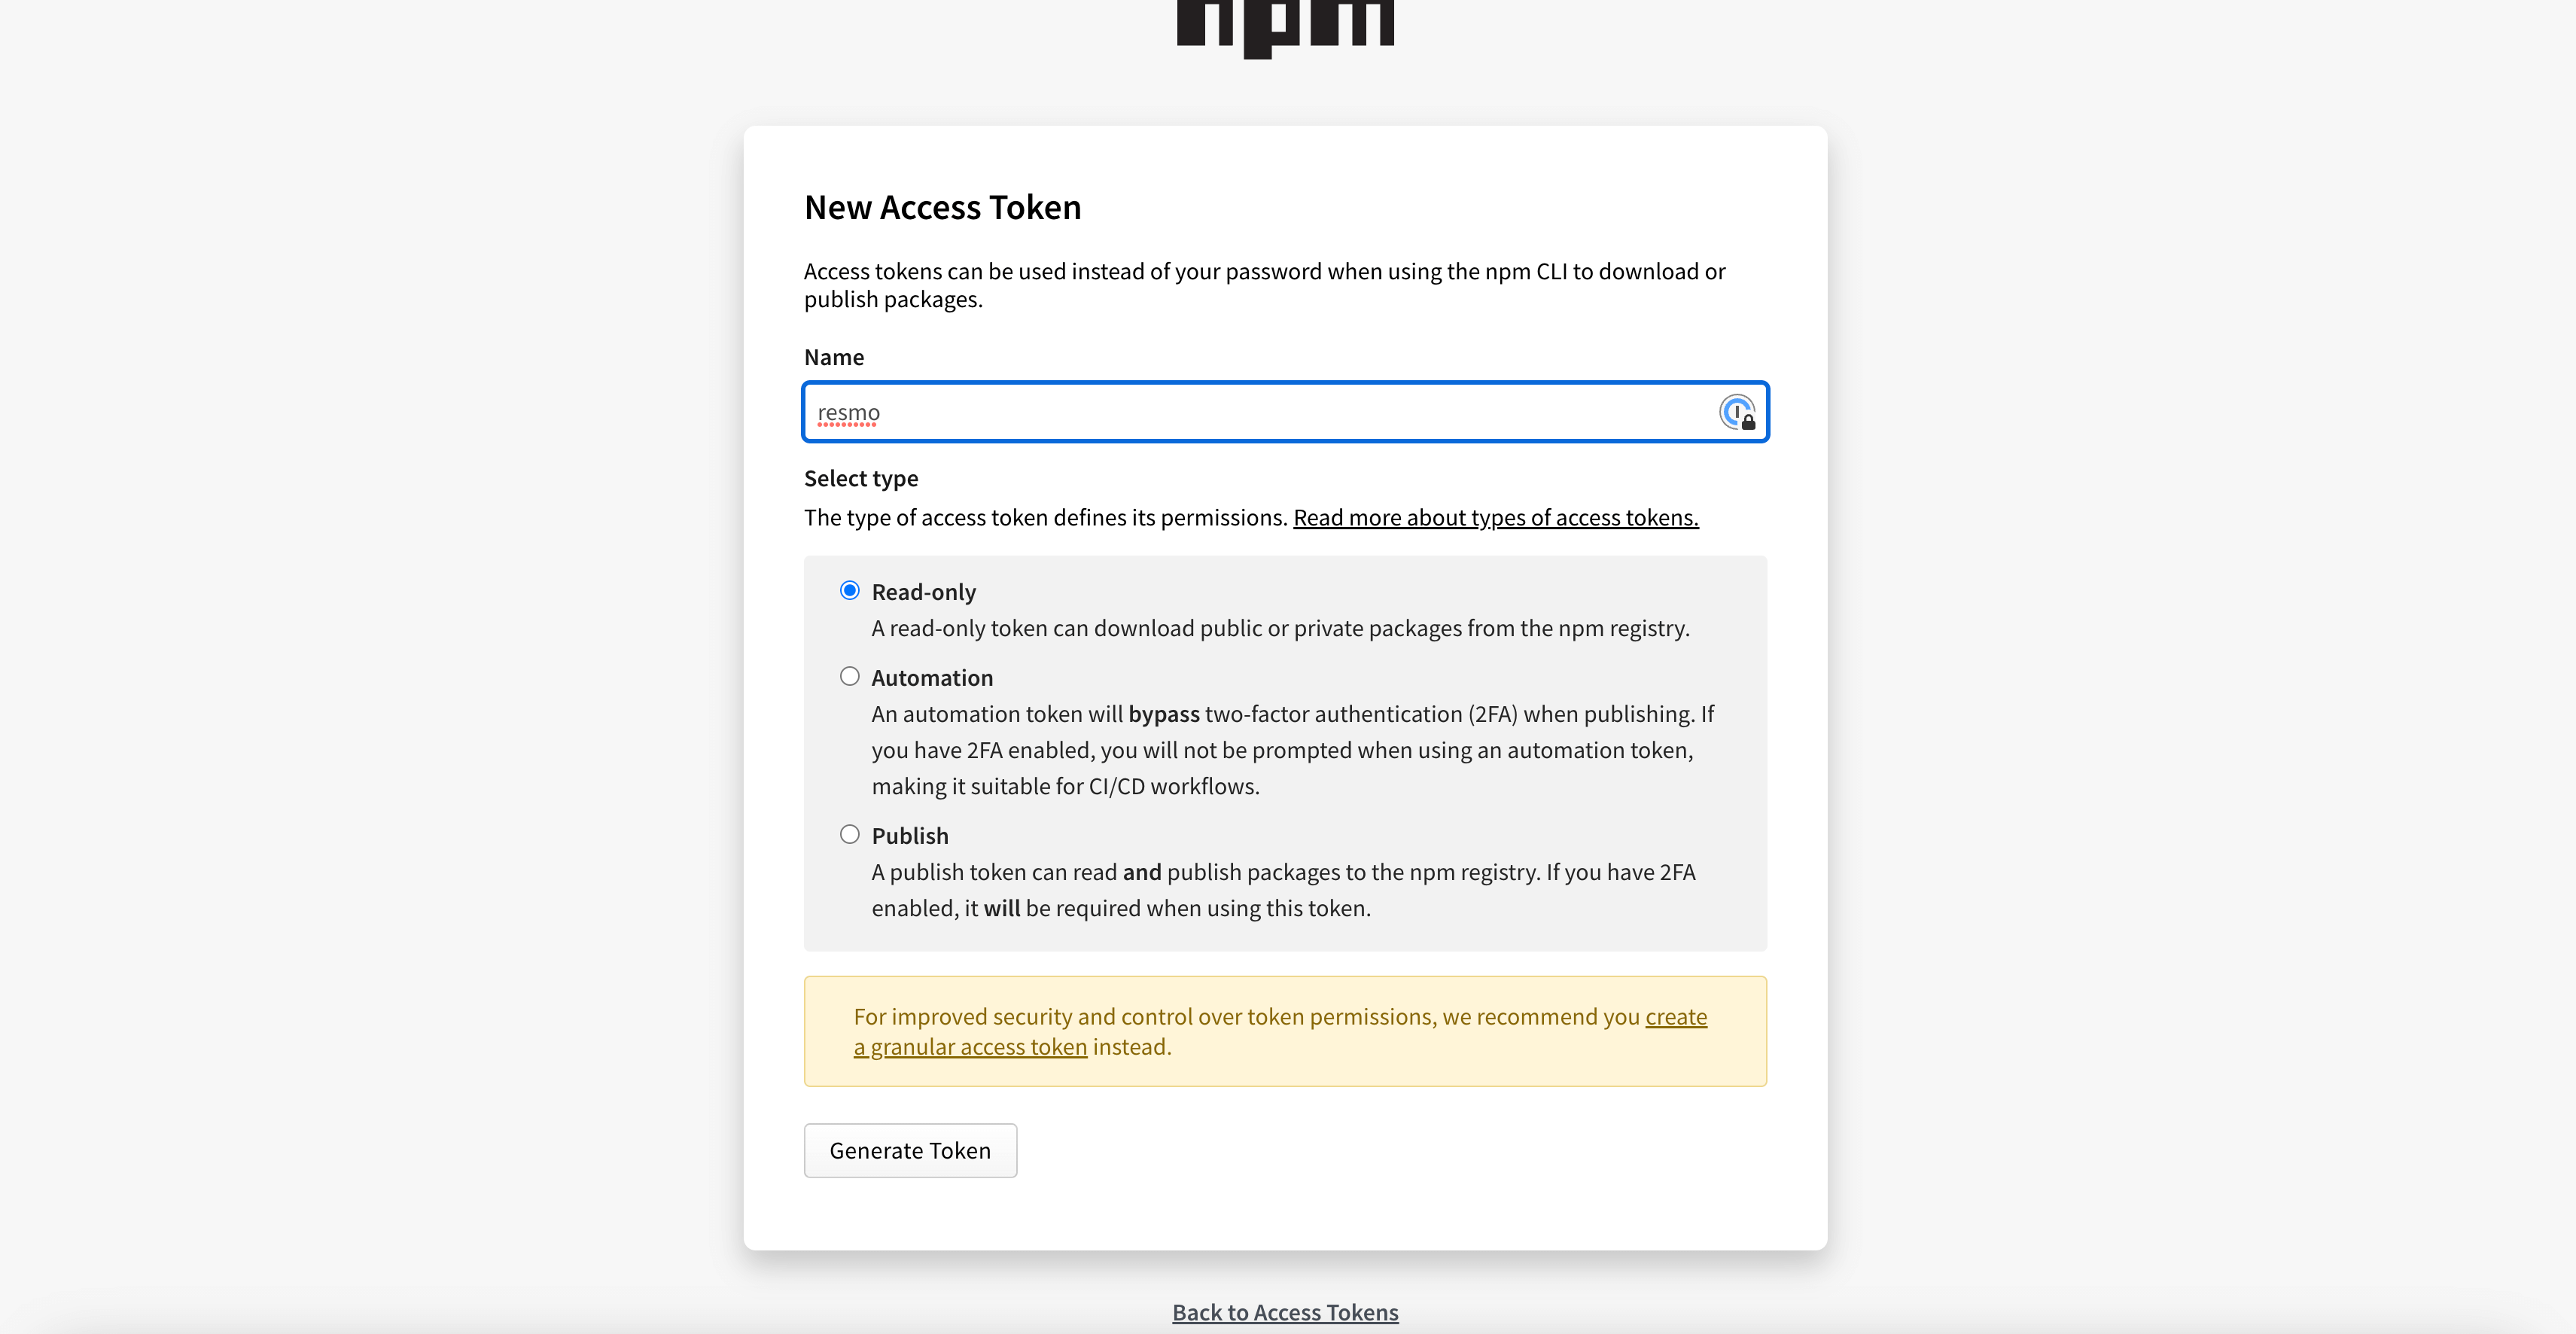 npm
New Access Token
Access tokens can be used instead of your password when using the npm CLI to download or
publish packages.
Name
resmo
Select type
The type of access token defines its permissions. Read more about types of access tokens.
Read-only
A read-only token can download public or private packages from the npm registry.
Automation
An automation token will bypass two-factor authentication (2FA) when publishing. If
you have 2FA enabled, you will not be prompted when using an automation token,
making it suitable for CI/CD workflows.
Publish
A publish token can read and publish packages to the npm registry. If you have 2FA
enabled, it will be required when using this token.
For improved security and control over token permissions, we recommend you create
a granular access token instead.
Generate Token
Back to Access Tokens